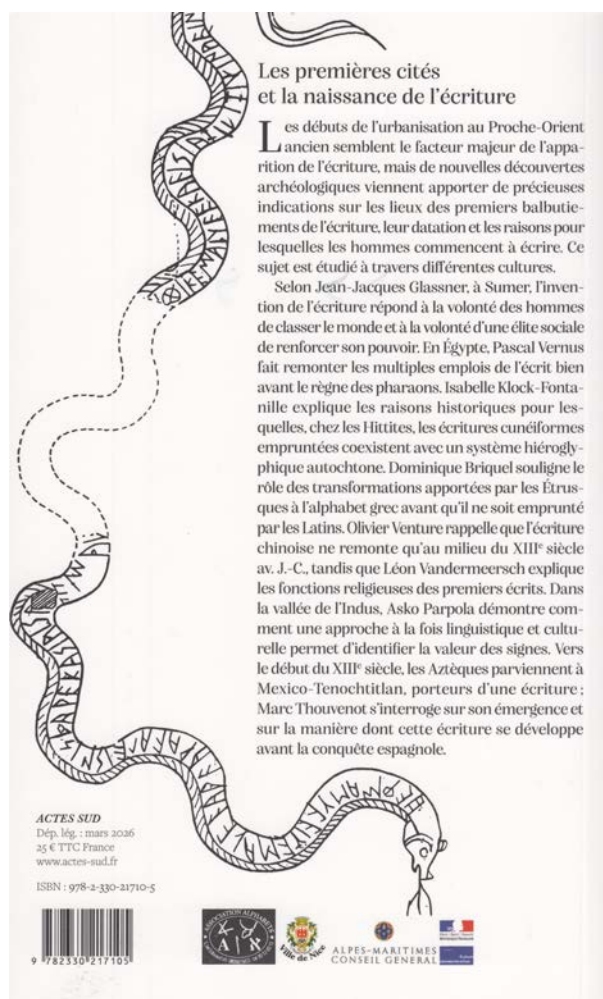 Les premières cités
et la naissance de l'écriture
Les débuts de l'urbanisation au Proche-Orient
ancien semblent le facteur majeur de l'appa-
rition de l'écriture, mais de nouvelles découvertes
archéologiques viennent apporter de précieuses
indications sur les lieux des premiers balbutie-
ments de l'écriture, leur datation et les raisons pour
lesquelles les hommes commencent à écrire. Ce
sujet est étudié à travers différentes cultures.
Selon Jean-Jacques Glassner, à Sumer, l'inven-
tion de l'écriture répond à la volonté des hommes
de classer le monde et à la volonté d'une élite sociale
de renforcer son pouvoir. En Égypte, Pascal Vernus
fait remonter les multiples emplois de l'écrit bien
avant le règne des pharaons. Isabelle Klock-Fonta-
nille explique les raisons historiques pour les-
quelles, chez les Hittites, les écritures cunéiformes
empruntées coexistent avec un système hiérogly-
phique autochtone. Dominique Briquel souligne le
rôle des transformations apportées par les Étrus-
ques à l'alphabet grec avant qu'il ne soit emprunté
par les Latins. Olivier Venture rappelle que l'écriture
chinoise ne remonte qu'au milieu du XIIIe siècle
av. J.-C., tandis que Léon Vandermeersch explique
les fonctions religieuses des premiers écrits. Dans
la vallée de l'Indus, Asko Parpola démontre com-
ment une approche à la fois linguistique et cultu-
relle permet d'identifier la valeur des signes. Vers
le début du XIIIe siècle, les Aztèques parviennent à
Mexico-Tenochtitlan, porteurs d'une écriture ;
Marc Thouvenot s'interroge sur son émergence et
sur la manière dont cette écriture se développe
avant la conquête espagnole.
ACTES SUD
Dép. lég. : mars 2026
25 € TTC France
www.actes-sud.fr
ISBN : 978-2-330-21710-5
9 782330 217105
ASSOCIATION ALPHABETS
Ville de Nice
ALPES-MARITIMES
CONSEIL GENERAL